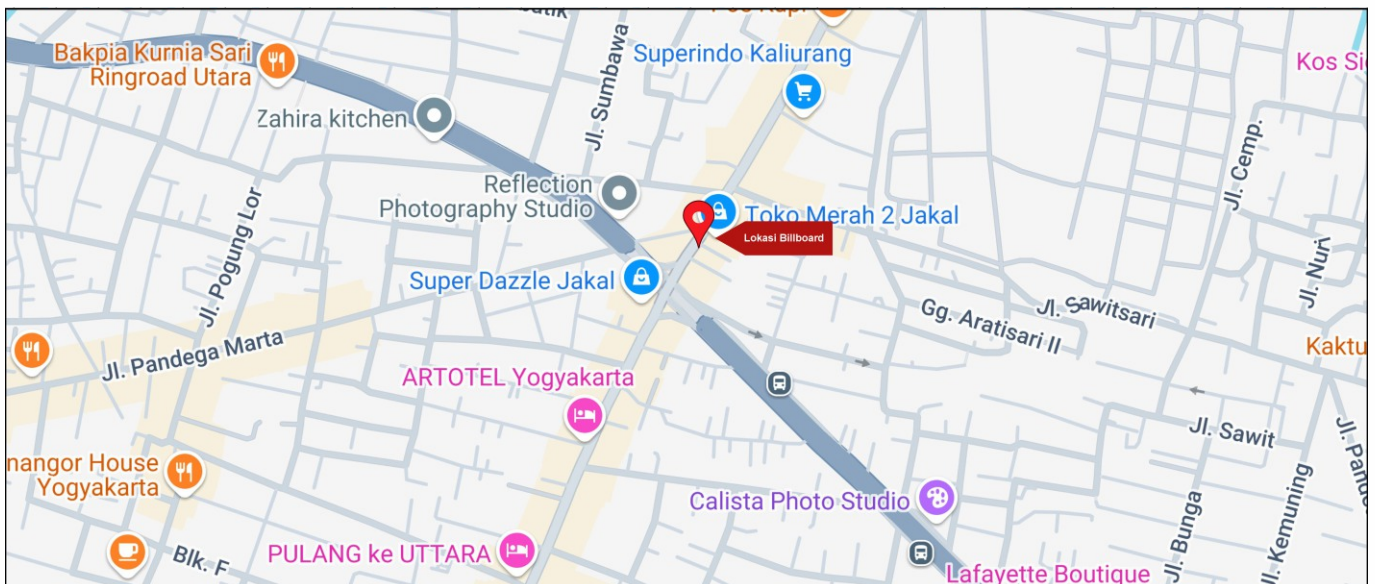 Bakpia Kurnia Sari
Ringroad Utara
Jl. Sumbawa
Superindo Kaliurang
Kos
Zahira kitchen
Jl. Cemp.
Reflection
Photography Studio
Jl. Pogung Lor
Toko Merah 2 Jakal
Lokasi Billboard
Jl. Nuri
Super Dazzle Jakal
Gg. Aratisari II
Jl. Sawitsari
Jl. Pandega Marta
Kaktu
ARTOTEL Yogyakarta
Jl. Sawit
nangor House
Yogyakarta
Jl. Pand
Calista Photo Studio
Jl. Bunga
Jl. Kemuning
PULANG ke UTTARA
Blk. F
Lafayette Boutique